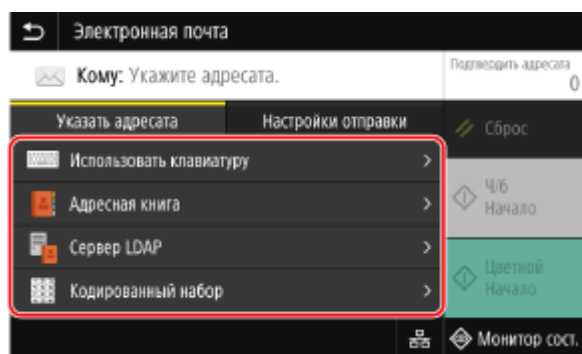 Электронная почта
Кому: Укажите адресата.
Подтвердить адресата
0
Указать адресата
Настройки отправки
Использовать клавиатуру
Адресная книга
Сервер LDAP
Кодированный набор
Сброс
Ч/б
Начало
Цветной
Начало
Монитор сост.